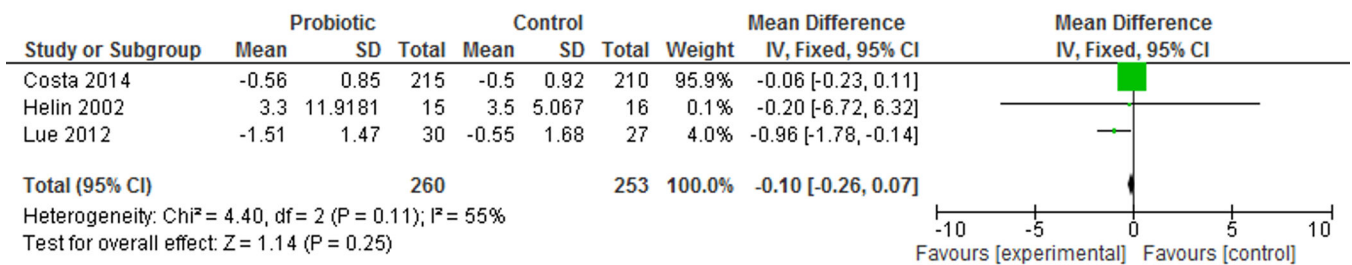 Probiotic Control Mean Difference Mean Difference
Study or Subgroup Mean SD Total Mean SD Total Weight IV, Fixed, 95% CI IV, Fixed, 95% CI
Costa 2014 -0.56 0.85 215 -0.5 0.92 210 95.9% -0.06 [-0.23, 0.11]
Helin 2002 3.3 11.9181 15 3.5 5.067 16 0.1% -0.20 [-6.72, 6.32]
Lue 2012 -1.51 1.47 30 -0.55 1.68 27 4.0% -0.96 [-1.78, -0.14]
Total (95% CI) 260 253 100.0% -0.10 [-0.26, 0.07]
Heterogeneity: Chi² = 4.40, df = 2 (P = 0.11); I² = 55%
Test for overall effect: Z = 1.14 (P = 0.25)
-10 -5 0 5 10
Favours [experimental] Favours [control]